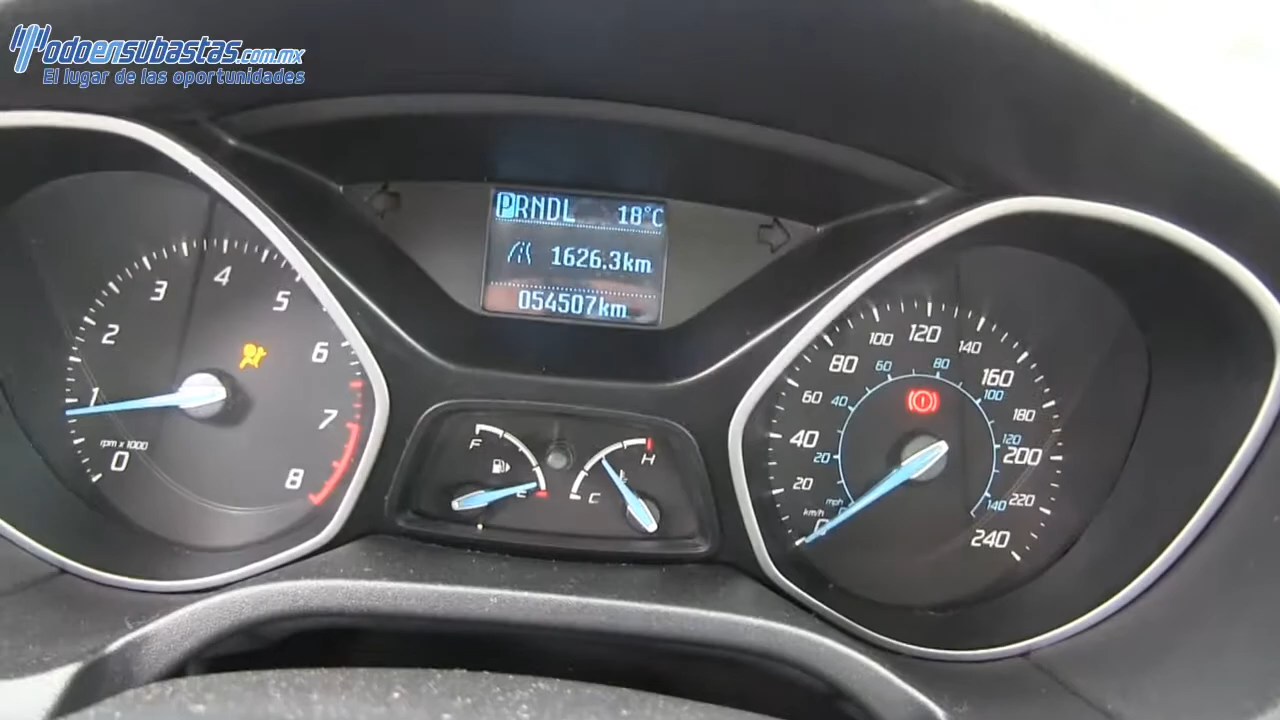 Todoensubastas.com.mx
El lugar de las oportunidades
PRNDL 18°C
1626.3km
054507km
0
1
2
3
4
5
6
7
8
rpm x 1000
F
E
C
H
0
20
40
60
80
100
120
140
160
180
200
220
240
km/h
mph
20
40
60
80
100
120
140